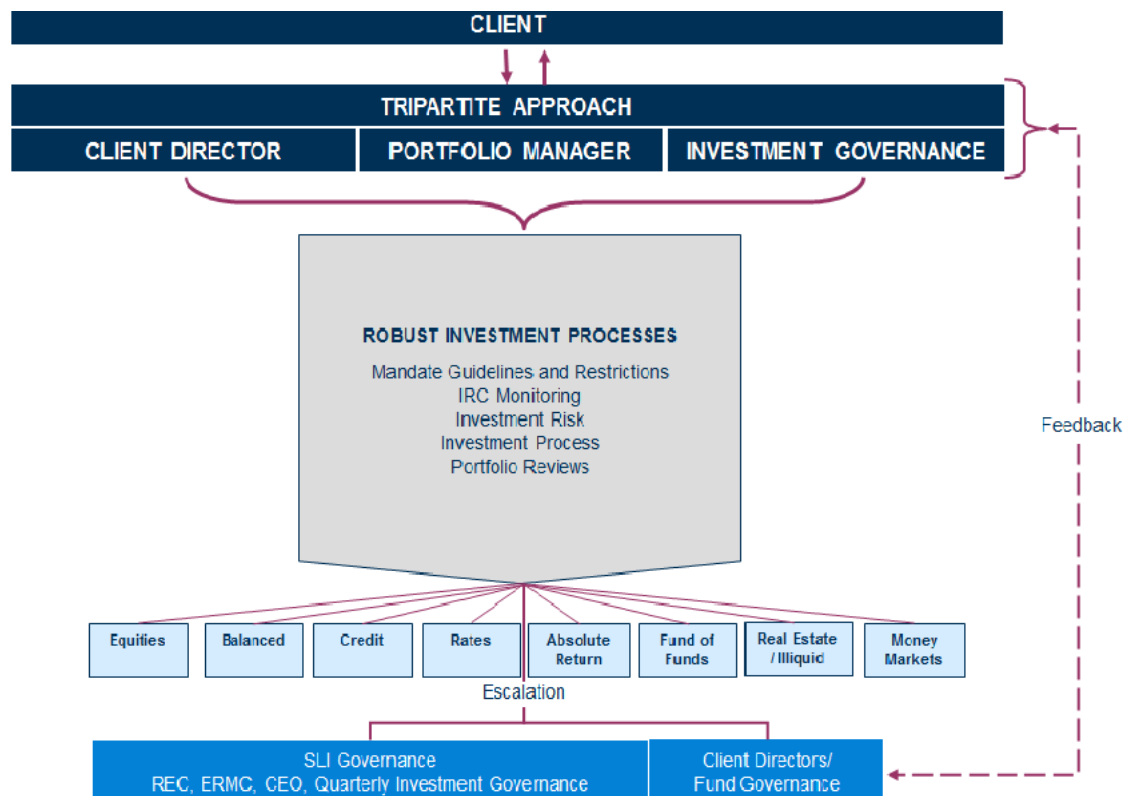 CLIENT
TRIPARTITE APPROACH
CLIENT DIRECTOR
PORTFOLIO MANAGER
INVESTMENT GOVERNANCE
ROBUST INVESTMENT PROCESSES
Mandate Guidelines and Restrictions
IRC Monitoring
Investment Risk
Investment Process
Portfolio Reviews
Feedback
Equities
Balanced
Credit
Rates
Absolute
Return
Fund of
Funds
Real Estate
/ Illiquid
Money
Markets
Escalation
SLI Governance
REC, ERMC, CEO, Quarterly Investment Governance
Client Directors/
Fund Governance